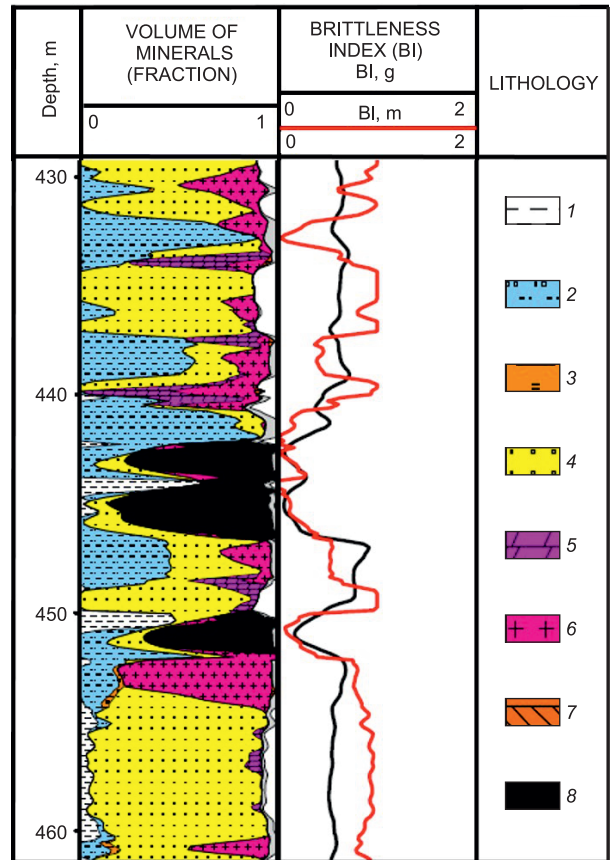 Depth, m
VOLUME OF
MINERALS
(FRACTION)
0 1
BRITTLENESS
INDEX (BI)
BI, g
0 2
BI, m
0 2
LITHOLOGY
430
440
450
460
1
2
3
4
5
6
7
8